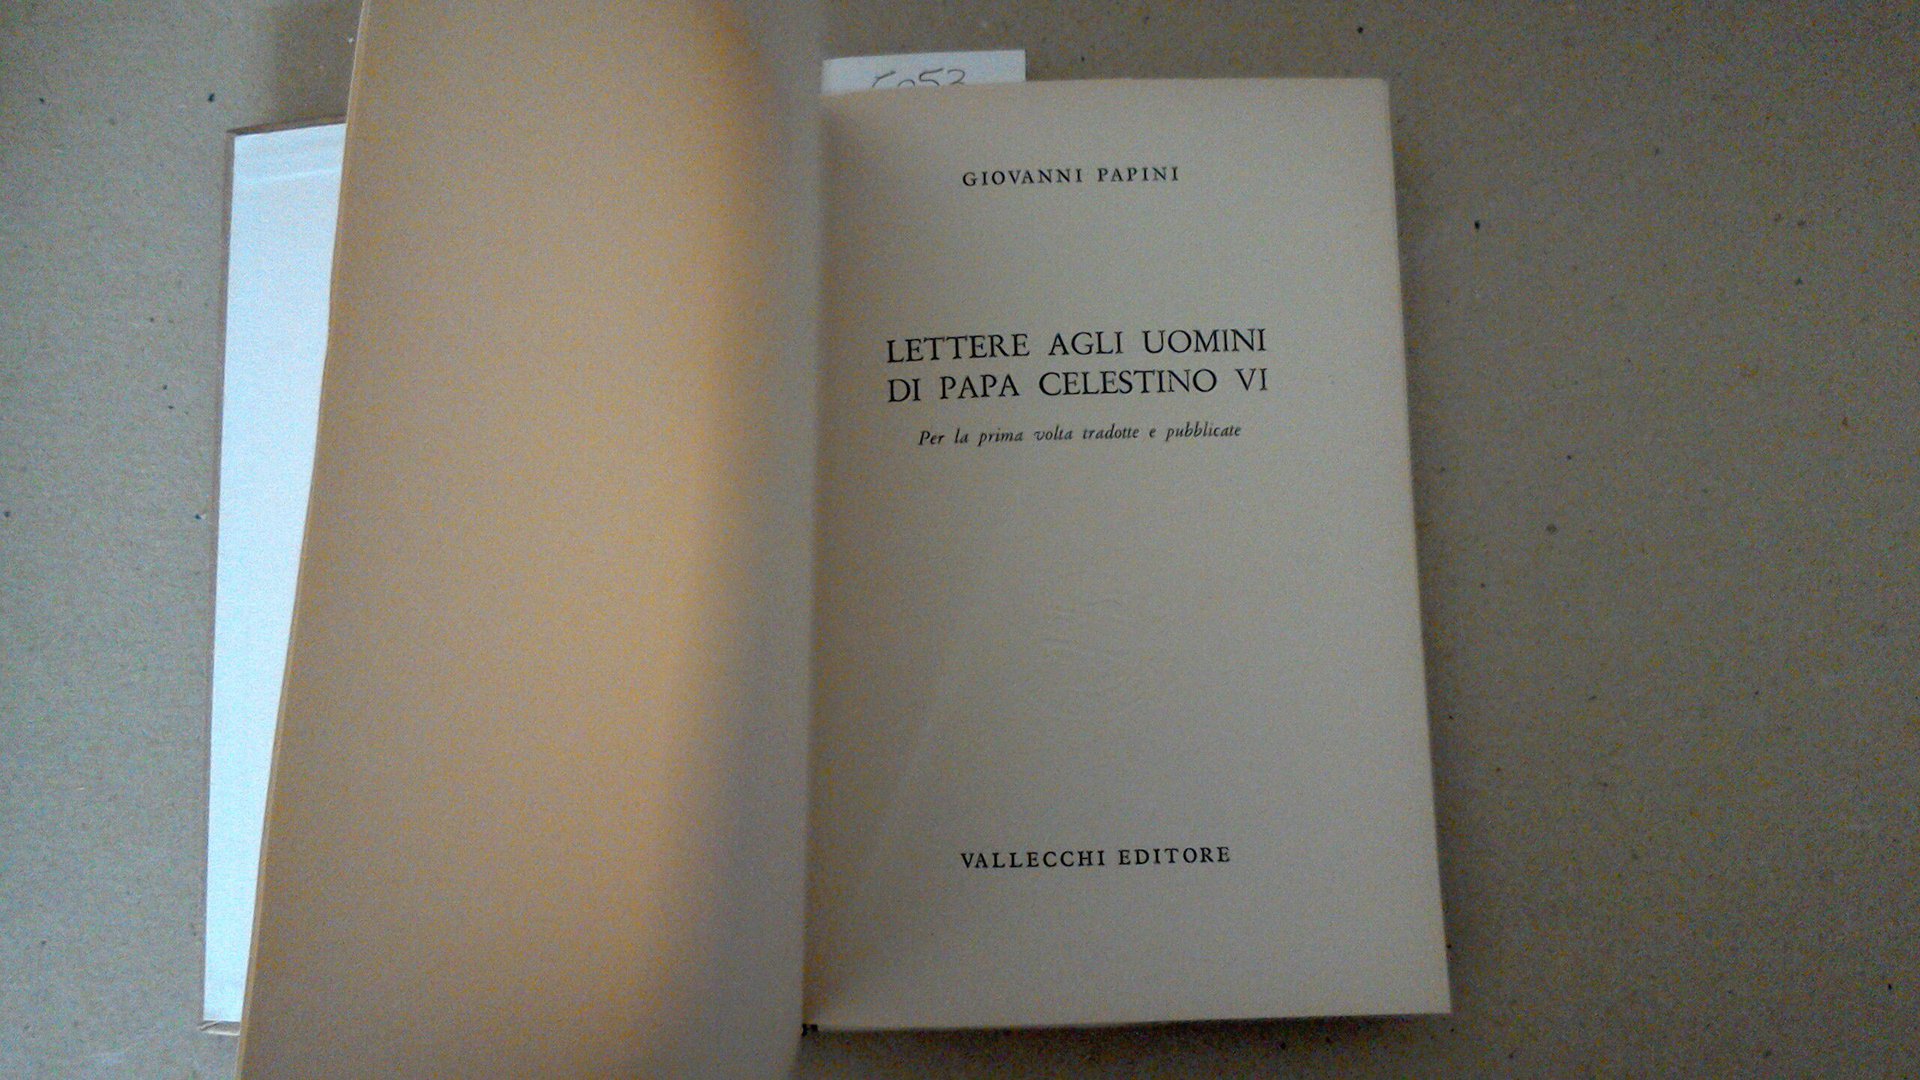 GIOVANNI PAPINI
LETTERE AGLI UOMINI
DI PAPA CELESTINO VI
Per la prima volta tradotte e pubblicate
VALLECCHI EDITORE